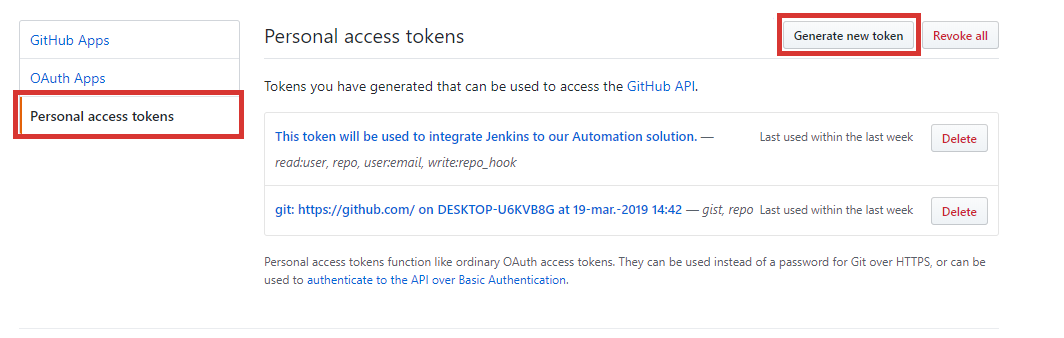 GitHub Apps
OAuth Apps
Personal access tokens
Personal access tokens
Generate new token
Revoke all
Tokens you have generated that can be used to access the GitHub API.
This token will be used to integrate Jenkins to our Automation solution. — Last used within the last week Delete
read:user, repo, user:email, write:repo_hook
git: https://github.com/ on DESKTOP-U6KVB8G at 19-mar.-2019 14:42 — gist, repo Last used within the last week Delete
Personal access tokens function like ordinary OAuth access tokens. They can be used instead of a password for Git over HTTPS, or can be
used to authenticate to the API over Basic Authentication.